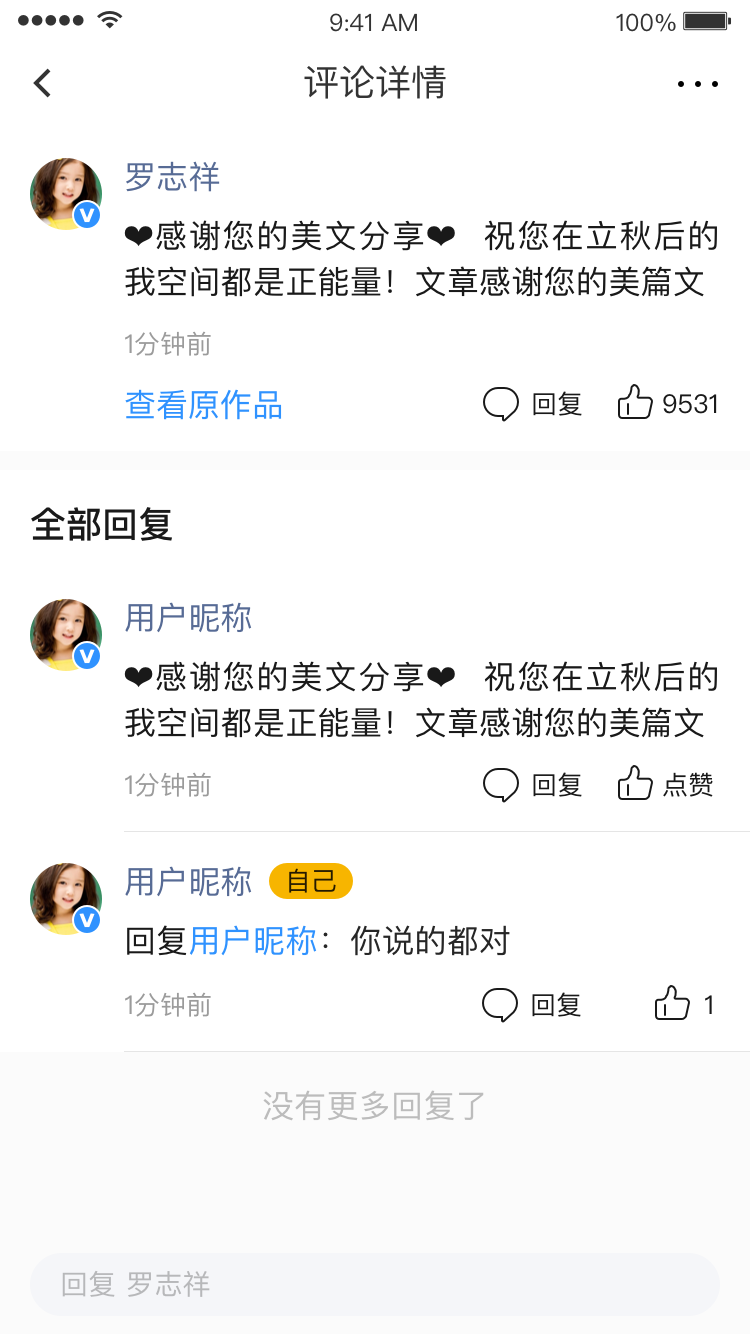 9:41 AM
100%
评论详情
罗志祥
❤感谢您的美文分享❤ 祝您在立秋后的
我空间都是正能量！文章感谢您的美篇文
1分钟前
查看原作品
回复
9531
全部回复
用户昵称
❤感谢您的美文分享❤ 祝您在立秋后的
我空间都是正能量！文章感谢您的美篇文
1分钟前
回复
点赞
用户昵称
自己
回复用户昵称：你说的都对
1分钟前
回复
1
没有更多回复了
回复 罗志祥